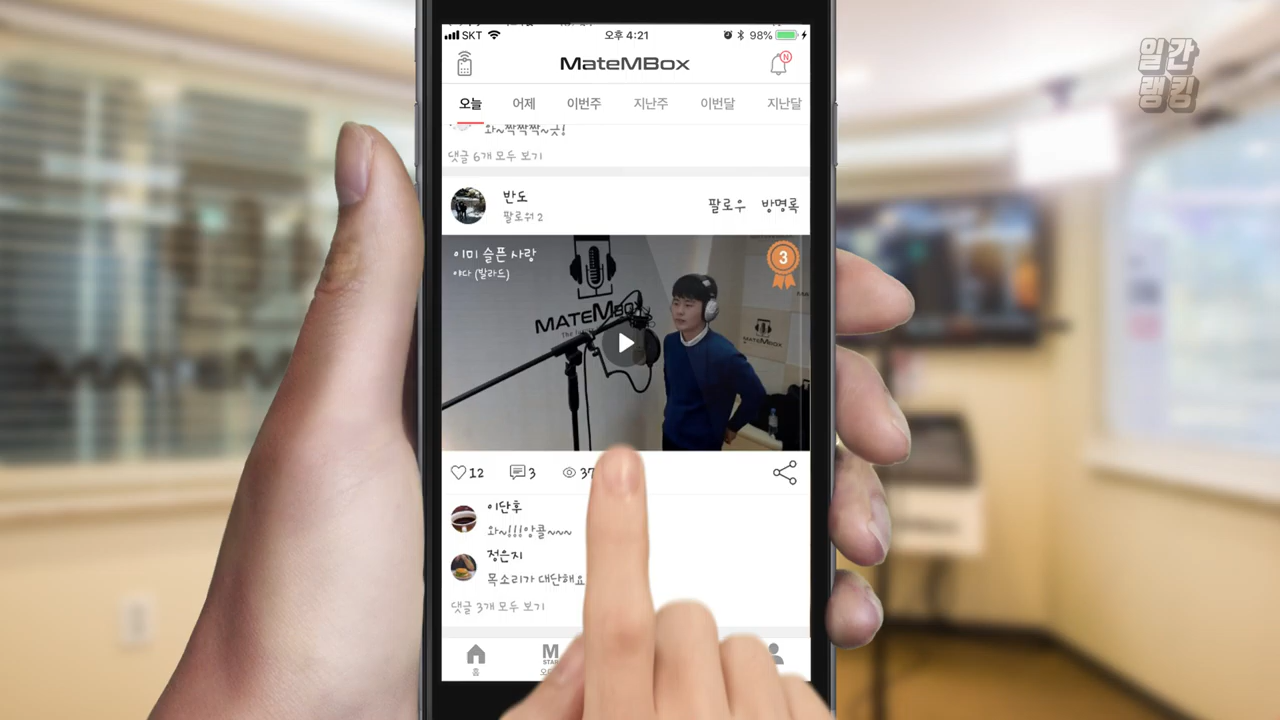 SKT 오후 4:21 98%
MateMBox
N
일간
랭킹
오늘 어제 이번주 지난주 이번달 지난달
와~짝짝짝~굿!
댓글 6개 모두 보기
반도
팔로워 2
팔로우 방명록
이미 슬픈 사랑
야다 (발라드)
3
MATEMBOX
MATEMBOX
12 3 37
이단후
와~!!!앙콜~~~
정은지
목소리가 대단해요
댓글 3개 모두 보기
M
홈